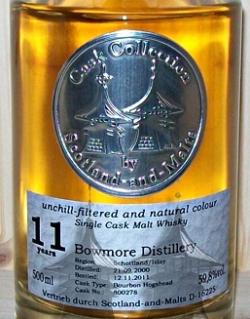 Cask Collection
by
Scotland-and-Malts
unchill-filtered and natural colour
Single Cask Malt Whisky
11
years
Bowmore Distillery
Region: Schottland/Islay
Distilled: 21.09.2000
Bottled: 12.11.2011
Cask Type: Bourbon Hogshead
Cask No.: 800278
500ml
59,8%vol.
Vertrieb durch Scotland-and-Malts D-16225